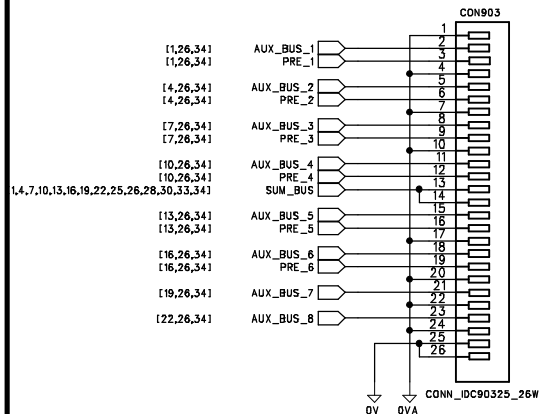 CON903
1
[1,26,34] AUX_BUS_1 2
[1,26,34] PRE_1 3
4
[4,26,34] AUX_BUS_2 5
[4,26,34] PRE_2 6
7
[7,26,34] AUX_BUS_3 8
[7,26,34] PRE_3 9
10
[10,26,34] AUX_BUS_4 11
[10,26,34] PRE_4 12
1,4,7,10,13,16,19,22,25,26,28,30,33,34] SUM_BUS 13
14
[13,26,34] AUX_BUS_5 15
[13,26,34] PRE_5 16
17
[16,26,34] AUX_BUS_6 18
[16,26,34] PRE_6 19
20
[19,26,34] AUX_BUS_7 21
22
[22,26,34] AUX_BUS_8 23
24
25
26
CONN_IDC90325_26W
0V 0VA